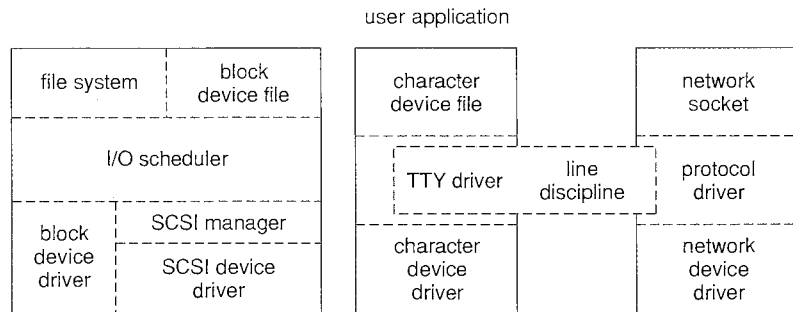 user application
file system
block
device file
I/O scheduler
block
device
driver
SCSI manager
SCSI device
driver
character
device file
TTY driver
line
discipline
character
device
driver
network
socket
protocol
driver
network
device
driver